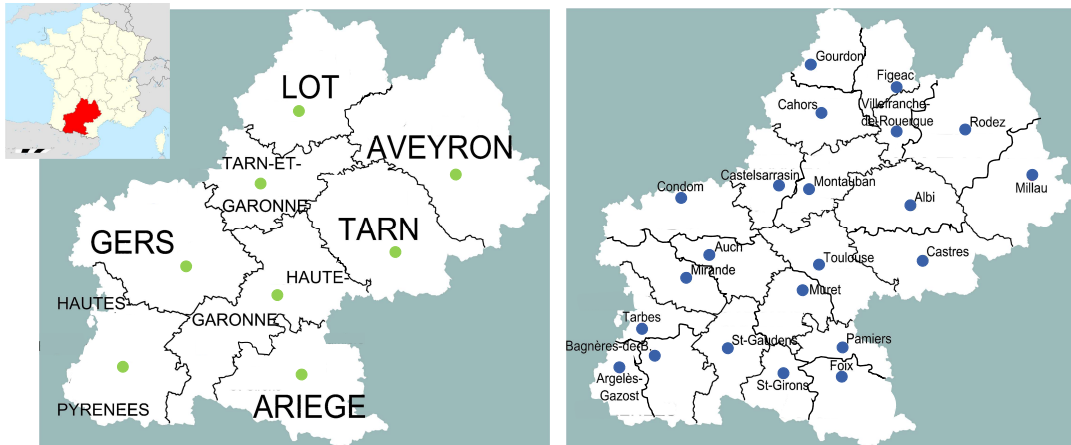 LOT
AVEYRON
TARN-ET-
GARONNE
TARN
GERS
HAUTE-
GARONNE
HAUTES-
PYRENEES
ARIEGE
Gourdon
Figeac
Cahors
Villefranche
de-Rouergue
Rodez
Castelsarrasin
Montauban
Millau
Condom
Albi
Auch
Toulouse
Castres
Mirande
Muret
Tarbes
St-Gaudens
Pamiers
Bagnères-de-B.
Foix
Argelès-
Gazost
St-Girons